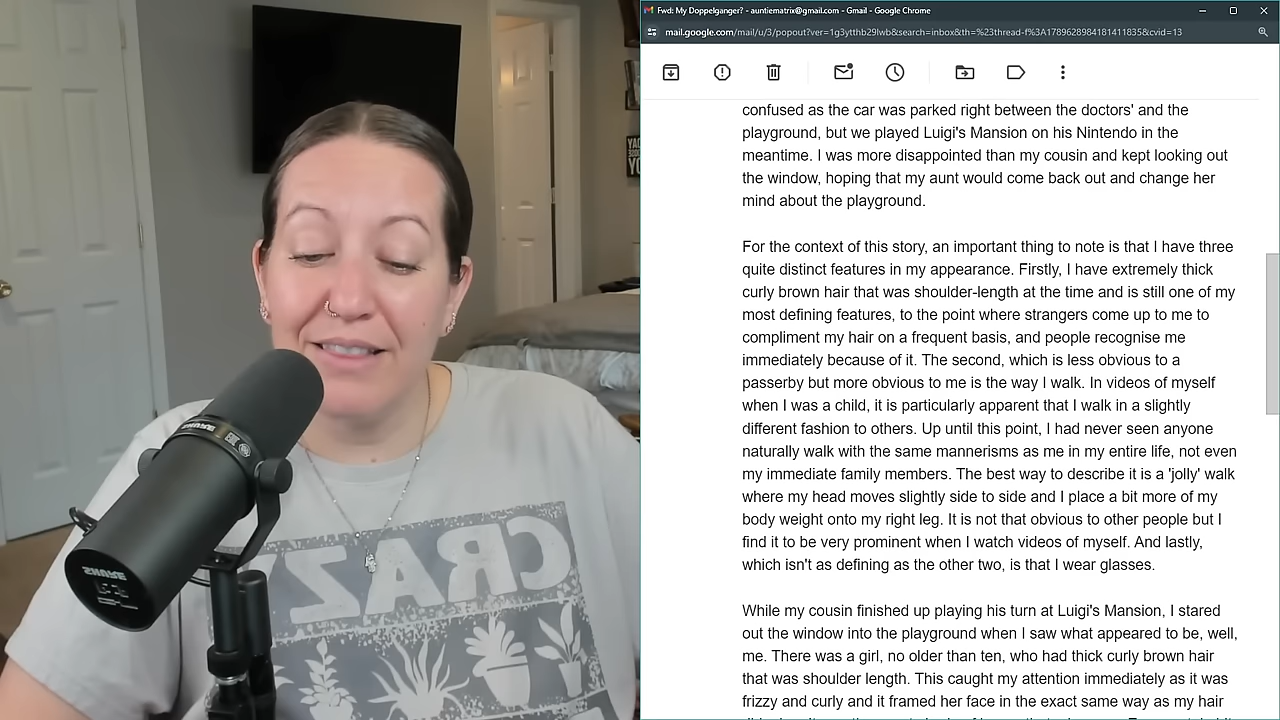 Fwd: My Doppelganger? - auntiematrix@gmail.com - Gmail - Google Chrome
mail.google.com/mail/u/3/popout?ver=1g3ytthb29lwb&search=inbox&th=%23thread-f%3A1789628984181411835&cvid=13
confused as the car was parked right between the doctors' and the
playground, but we played Luigi's Mansion on his Nintendo in the
meantime. I was more disappointed than my cousin and kept looking out
the window, hoping that my aunt would come back out and change her
mind about the playground.
For the context of this story, an important thing to note is that I have three
quite distinct features in my appearance. Firstly, I have extremely thick
curly brown hair that was shoulder-length at the time and is still one of my
most defining features, to the point where strangers come up to me to
compliment my hair on a frequent basis, and people recognise me
immediately because of it. The second, which is less obvious to a
passerby but more obvious to me is the way I walk. In videos of myself
when I was a child, it is particularly apparent that I walk in a slightly
different fashion to others. Up until this point, I had never seen anyone
naturally walk with the same mannerisms as me in my entire life, not even
my immediate family members. The best way to describe it is a 'jolly' walk
where my head moves slightly side to side and I place a bit more of my
body weight onto my right leg. It is not that obvious to other people but I
find it to be very prominent when I watch videos of myself. And lastly,
which isn't as defining as the other two, is that I wear glasses.
While my cousin finished up playing his turn at Luigi's Mansion, I stared
out the window into the playground when I saw what appeared to be, well,
me. There was a girl, no older than ten, who had thick curly brown hair
that was shoulder length. This caught my attention immediately as it was
frizzy and curly and it framed her face in the exact same way as my hair
CRAZY
SHURE